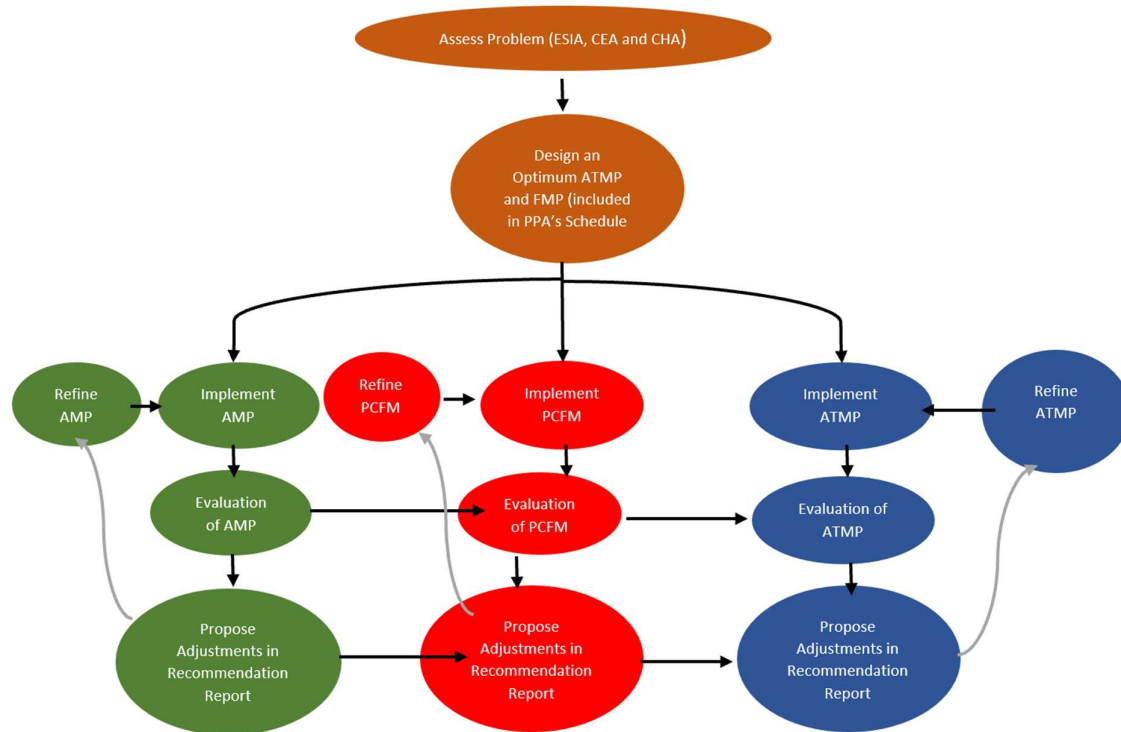 Assess Problem (ESIA, CEA and CHA)
Design an
Optimum ATMP
and FMP (included
in PPA's Schedule
Refine
AMP
Implement
AMP
Refine
PCFM
Implement
PCFM
Implement
ATMP
Refine
ATMP
Evaluation
of AMP
Evaluation
of PCFM
Evaluation of
ATMP
Propose
Adjustments in
Recommendation
Report
Propose
Adjustments in
Recommendation
Report
Propose
Adjustments in
Recommendation
Report